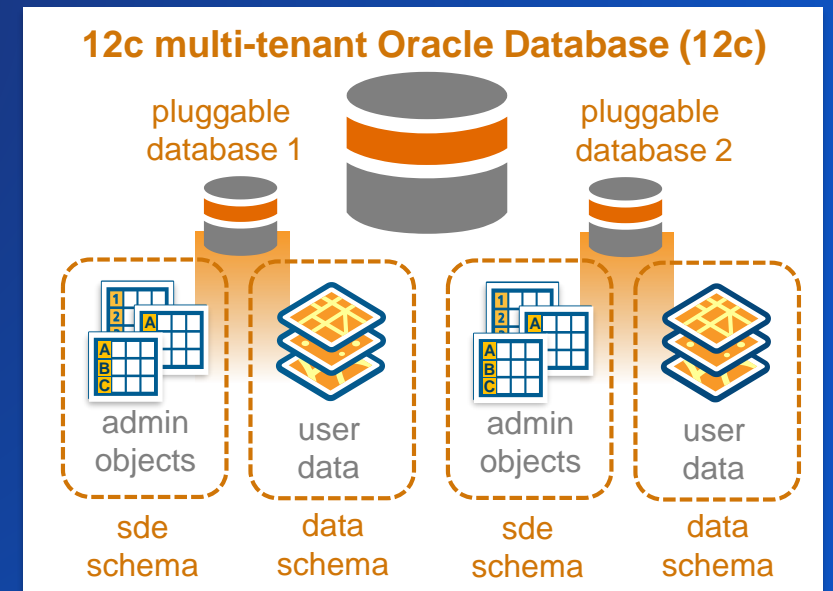 12c multi-tenant Oracle Database (12c)
pluggable
database 1
pluggable
database 2
1
2
A
A
B
C
admin
objects
user
data
1
2
A
A
B
C
admin
objects
user
data
sde
schema
data
schema
sde
schema
data
schema